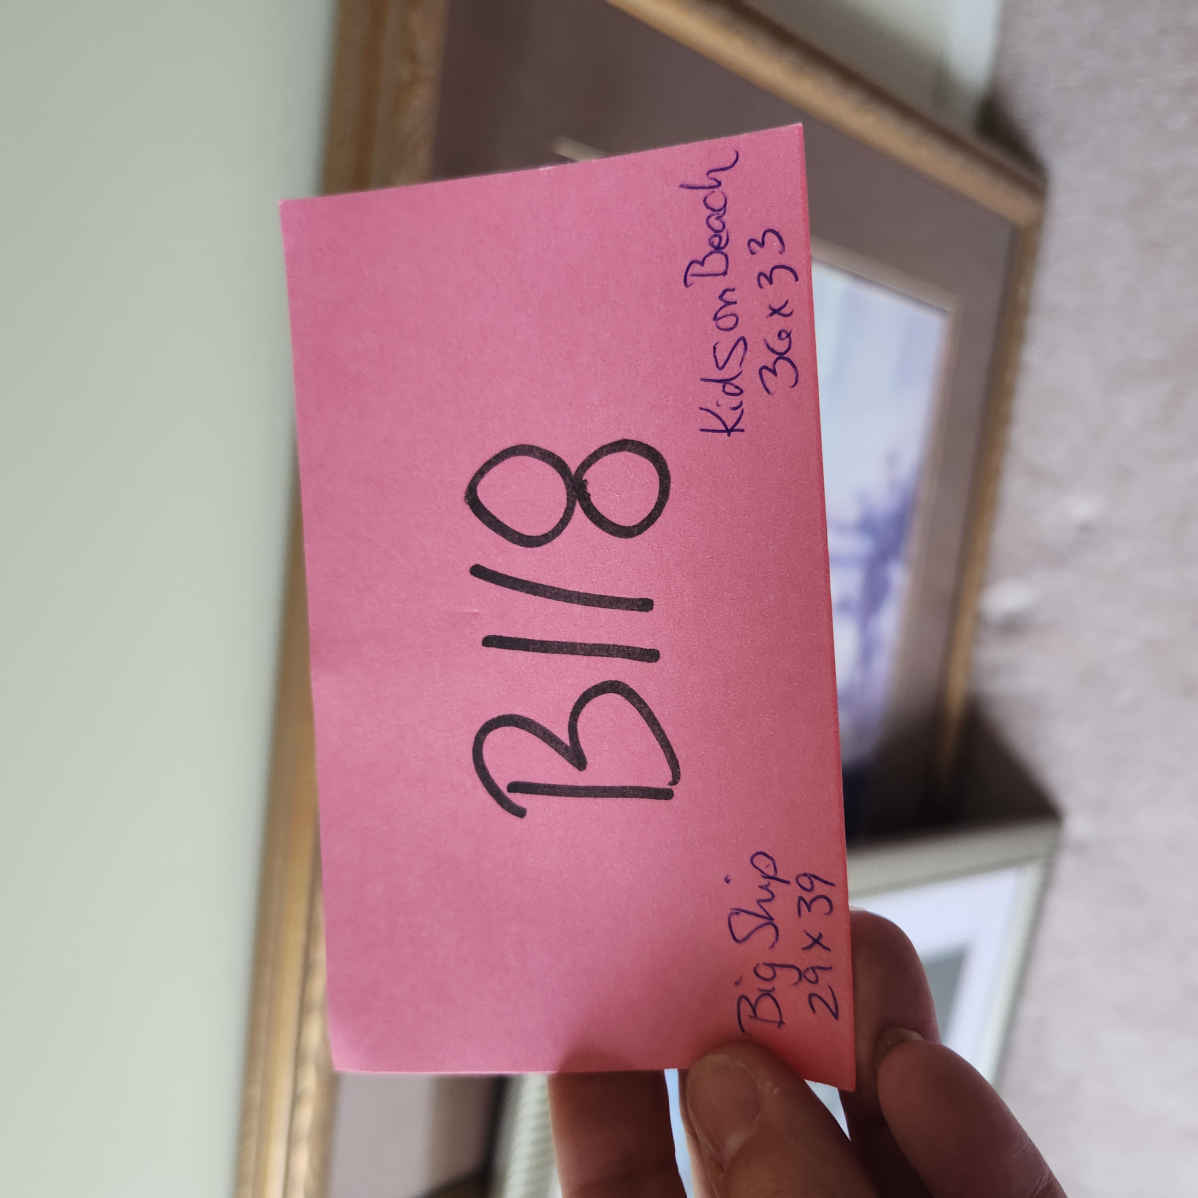 B118
Big Ship
29 x 39
Kids on Beach
36 x 33